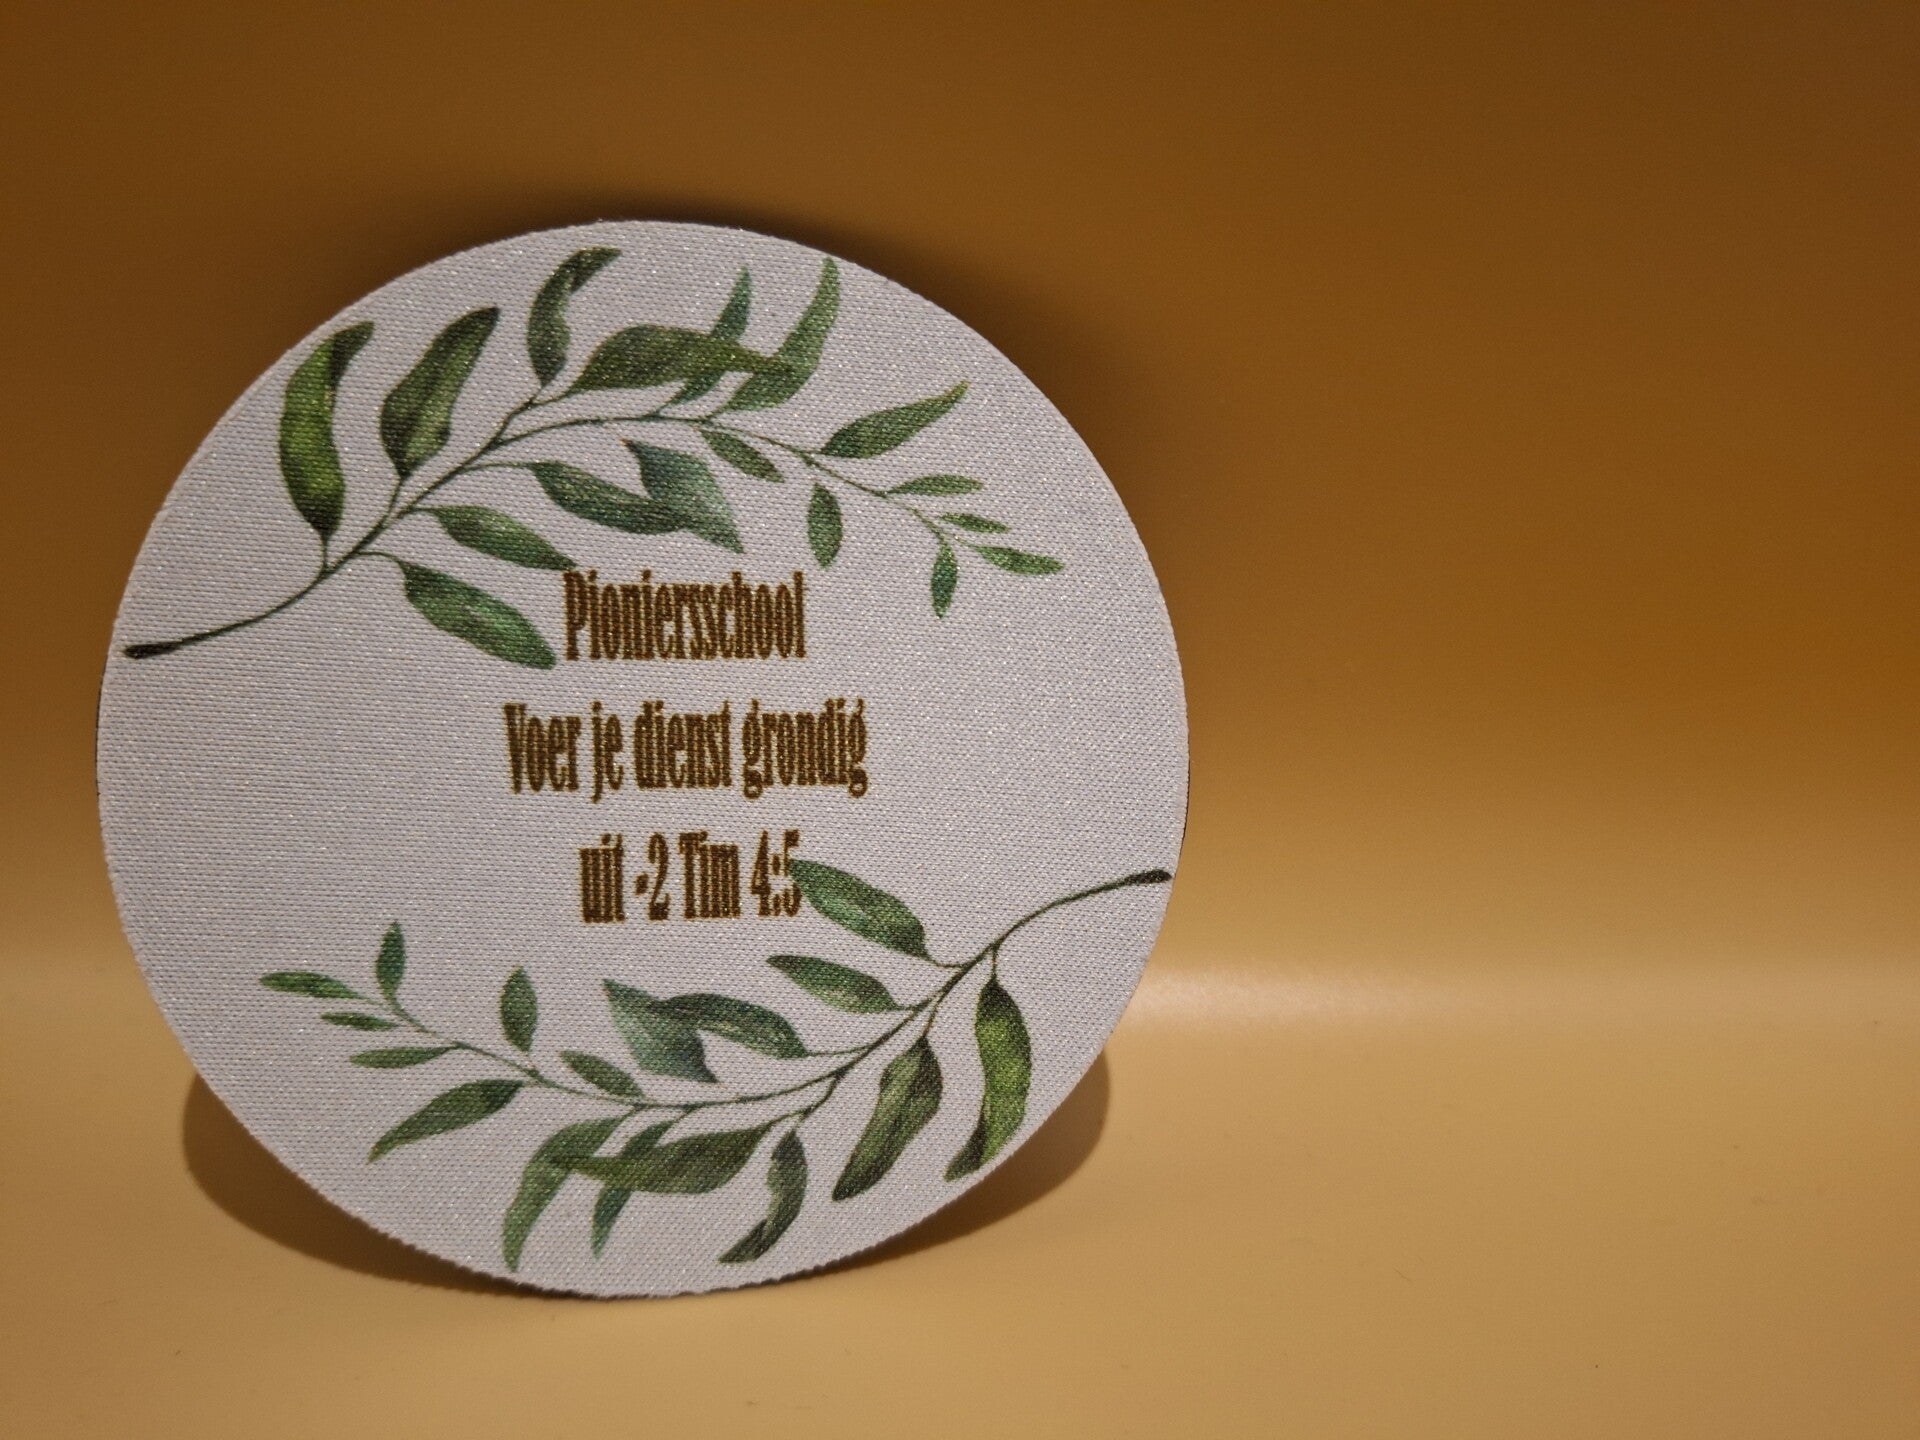 Pioniersschool
Voer je dienst grondig
uit -2 Tim 4:5